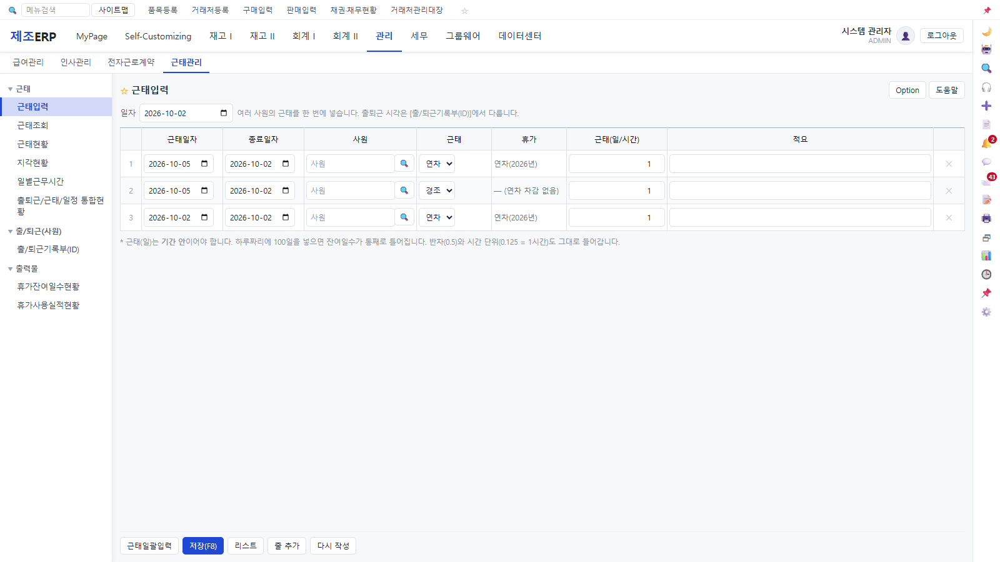 메뉴검색 사이트맵 품목등록 거래처등록 구매입력 판매입력 채권·채무현황 거래처관리대장 ☆
제조ERP MyPage Self-Customizing 재고 I 재고 II 회계 I 회계 II 관리 세무 그룹웨어 데이터센터 시스템 관리자 ADMIN 로그아웃
급여관리 인사관리 전자근로계약 근태관리
▼ 근태
근태입력
근태조회
근태현황
지각현황
일별근무시간
출퇴근/근태/일정 통합현
황
▼ 출/퇴근(사원)
출/퇴근기록부(ID)
▼ 출력물
휴가잔여일수현황
휴가사용실적현황
☆ 근태입력 Option 도움말
일자 2026-10-02 여러 사원의 근태를 한 번에 넣습니다. 출퇴근 시각은 [출/퇴근기록부(ID)]에서 다룹니다.
근태일자 종료일자 사원 근태 휴가 근태(일/시간) 적요
1 2026-10-05 2026-10-02 사원 연차 연차(2026년) 1 ×
2 2026-10-05 2026-10-02 사원 경조 — (연차 차감 없음) 1 ×
3 2026-10-02 2026-10-02 사원 연차 연차(2026년) 1 ×
* 근태(일)는 기간 안이어야 합니다. 하루짜리에 100일을 넣으면 잔여일수가 통째로 틀어집니다. 반차(0.5)와 시간 단위(0.125 = 1시간)도 그대로 들어갑니다.
근태일괄입력 저장(F8) 리스트 줄 추가 다시 작성
2
43